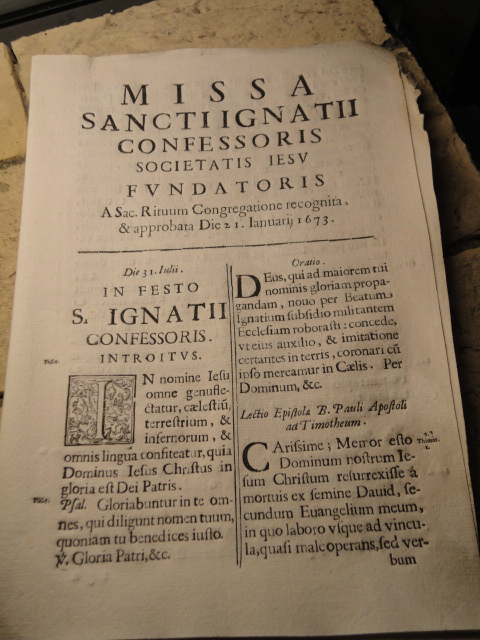 MISSA
SANCTI IGNATII
CONFESSORIS
SOCIETATIS IESV
FVNDATORIS
A Sac. Rituum Congregatione recognita,
& approbata Die 21. Ianuarij 1673.
Die 31. Iulii.
IN FESTO
S. IGNATII
CONFESSORIS.
INTROITVS.
IN nomine Iesu
omne genufle-
ctatur, cælestiū,
terrestrium, &
infernorum, &
omnis lingua confiteatur, quia
Dominus Iesus Christus in
gloria est Dei Patris.
Psal. Gloriabuntur in te om-
nes, qui diligunt nomen tuum,
quoniam tu benedices iusto.
℣. Gloria Patri, &c.
Oratio.
DEus, qui ad maiorem tui
nominis gloriam propa-
gandam, nouo per Beatum
Ignatium subsidio militantem
Ecclesiam roborasti: concede,
vt eius auxilio, & imitatione
certantes in terris, coronari cū
ipso mereamur in Cælis. Per
Dominum, &c.
Lectio Epistolæ B. Pauli Apostoli
ad Timotheum.
CArissime; Memor esto
Dominum nostrum Ie-
sum Christum resurrexisse à
mortuis ex semine Dauid, se-
cundum Euangelium meum,
in quo laboro vsque ad vincu-
la, quasi male operans, sed ver-
bum